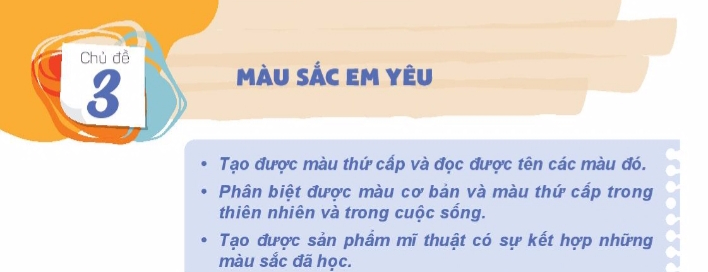 Chủ đề
3
MÀU SẮC EM YÊU
• Tạo được màu thứ cấp và đọc được tên các màu đó.
• Phân biệt được màu cơ bản và màu thứ cấp trong
thiên nhiên và trong cuộc sống.
• Tạo được sản phẩm mĩ thuật có sự kết hợp những
màu sắc đã học.